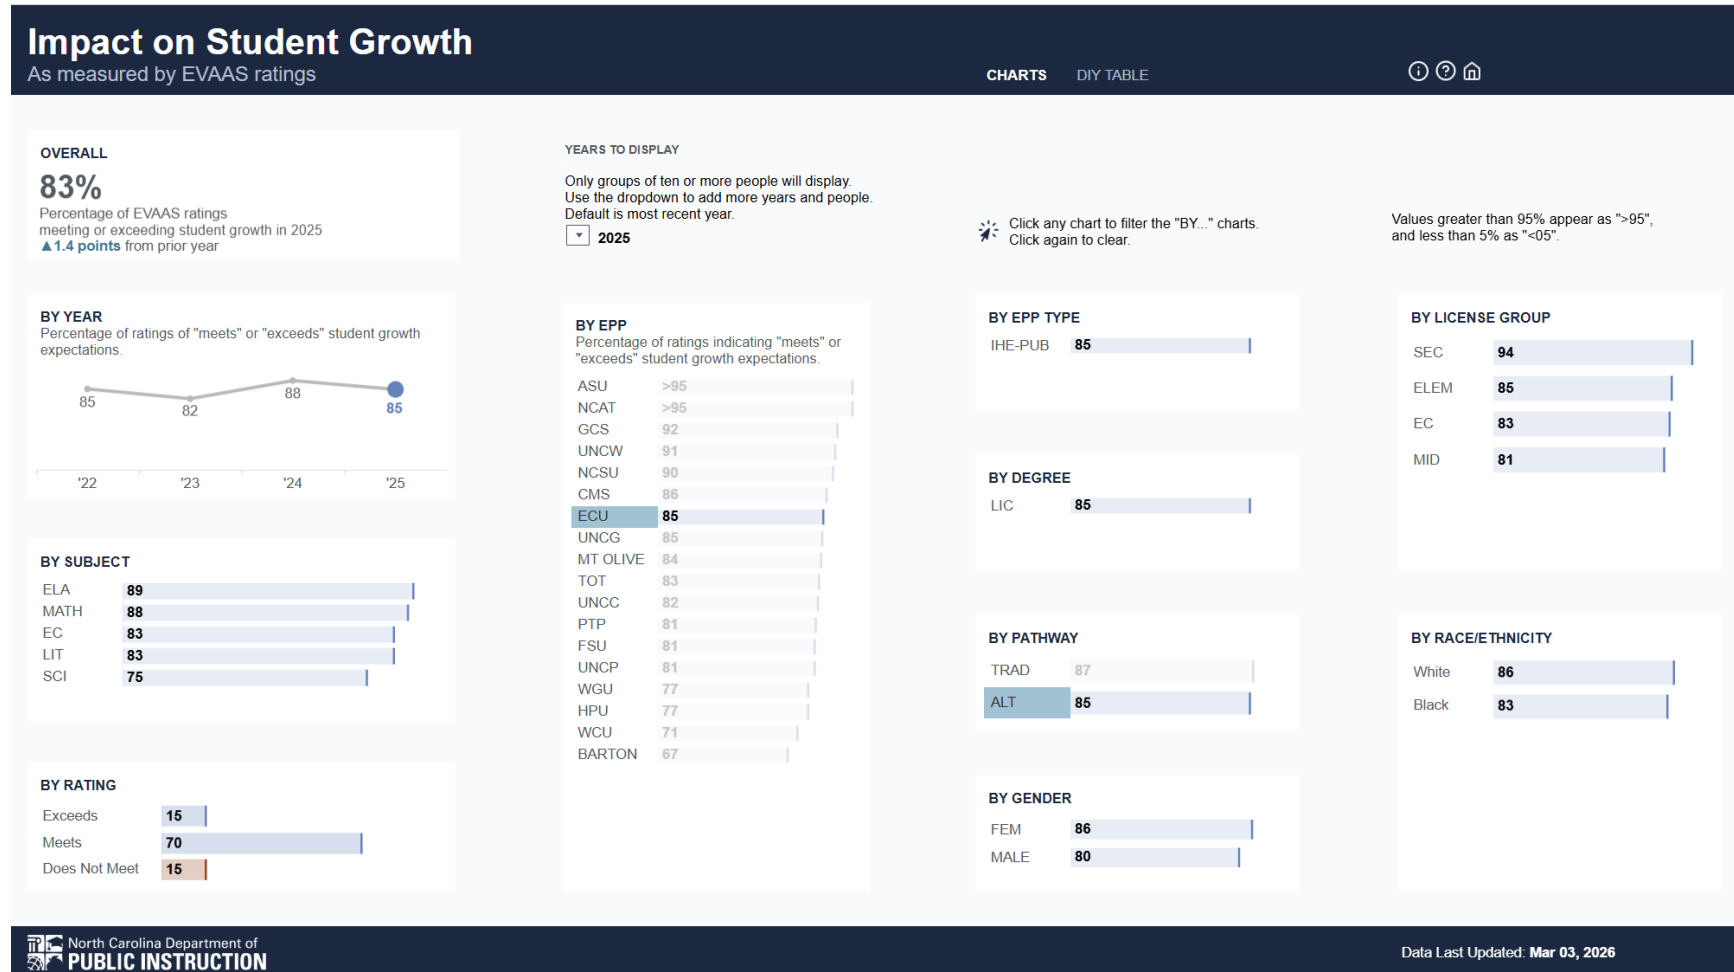 Impact on Student Growth
As measured by EVAAS ratings
CHARTS
DIY TABLE
OVERALL
83%
Percentage of EVAAS ratings
meeting or exceeding student growth in 2025
▲1.4 points from prior year
YEARS TO DISPLAY
Only groups of ten or more people will display.
Use the dropdown to add more years and people.
Default is most recent year.
2025
Click any chart to filter the "BY..." charts.
Click again to clear.
Values greater than 95% appear as ">95",
and less than 5% as "<05".
BY YEAR
Percentage of ratings of "meets" or "exceeds" student growth
expectations.
85
82
88
85
'22
'23
'24
'25
BY SUBJECT
ELA 89
MATH 88
EC 83
LIT 83
SCI 75
BY RATING
Exceeds 15
Meets 70
Does Not Meet 15
BY EPP
Percentage of ratings indicating "meets" or
"exceeds" student growth expectations.
ASU >95
NCAT >95
GCS 92
UNCW 91
NCSU 90
CMS 86
ECU 85
UNCG 85
MT OLIVE 84
TOT 83
UNCC 82
PTP 81
FSU 81
UNCP 81
WGU 77
HPU 77
WCU 71
BARTON 67
BY EPP TYPE
IHE-PUB 85
BY DEGREE
LIC 85
BY PATHWAY
TRAD 87
ALT 85
BY GENDER
FEM 86
MALE 80
BY LICENSE GROUP
SEC 94
ELEM 85
EC 83
MID 81
BY RACE/ETHNICITY
White 86
Black 83
North Carolina Department of
PUBLIC INSTRUCTION
Data Last Updated: Mar 03, 2026